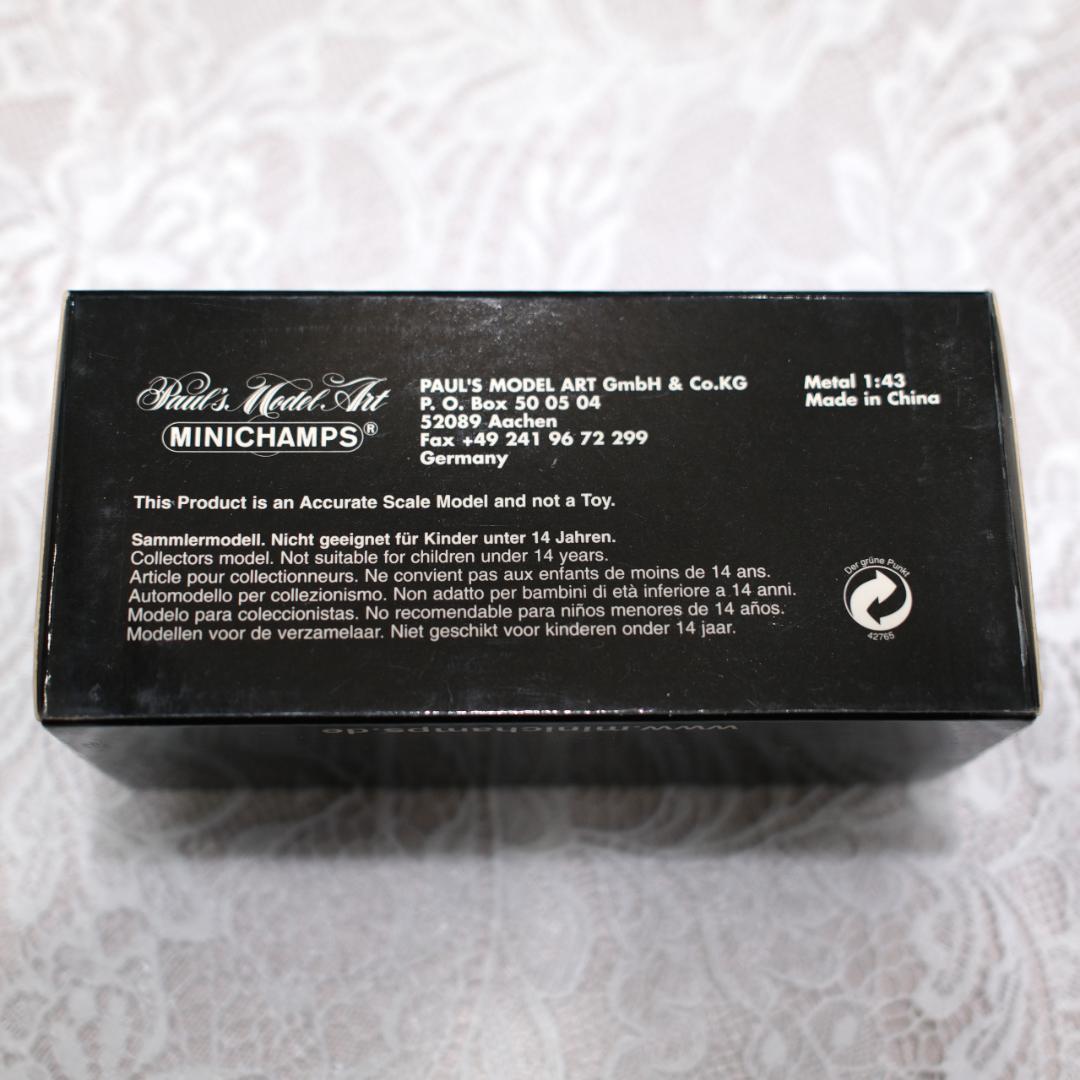 Paul's Model Art
MINICHAMPS®
PAUL'S MODEL ART GmbH & Co.KG
P. O. Box 50 05 04
52089 Aachen
Fax +49 241 96 72 299
Germany
Metal 1:43
Made in China
This Product is an Accurate Scale Model and not a Toy.
Sammlermodell. Nicht geeignet für Kinder unter 14 Jahren.
Collectors model. Not suitable for children under 14 years.
Article pour collectionneurs. Ne convient pas aux enfants de moins de 14 ans.
Automodello per collezionismo. Non adatto per bambini di età inferiore a 14 anni.
Modelo para coleccionistas. No recomendable para niños menores de 14 años.
Modellen voor de verzamelaar. Niet geschikt voor kinderen onder 14 jaar.
Der grüne Punkt
42765
www.minichamps.de